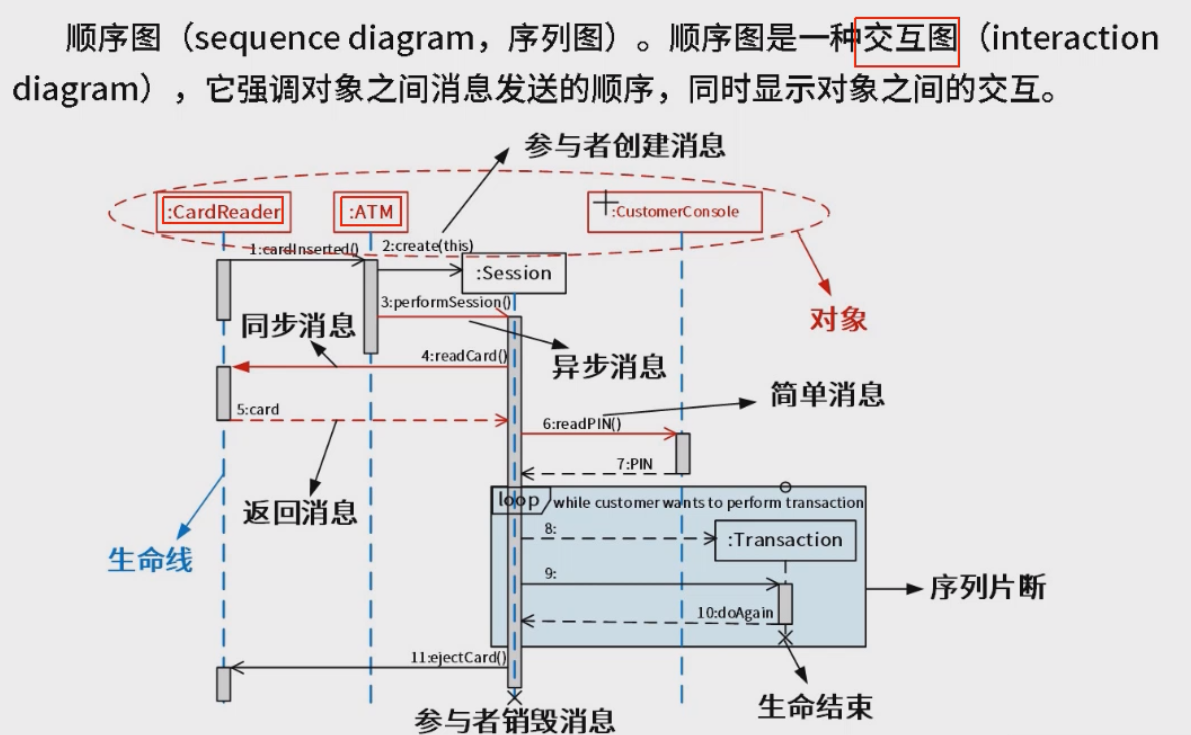 顺序图（sequence diagram，序列图）。顺序图是一种交互图（interaction
diagram），它强调对象之间消息发送的顺序，同时显示对象之间的交互。
参与者创建消息
:CardReader
:ATM
:CustomerConsole
1:cardInserted()
2:create(this)
:Session
3:performSession()
对象
同步消息
4:readCard()
异步消息
简单消息
5:card
6:readPIN()
7:PIN
返回消息
loop
while customer wants to perform transaction
8:
:Transaction
生命线
9:
序列片断
10:doAgain
11:ejectCard()
生命结束
参与者销毁消息